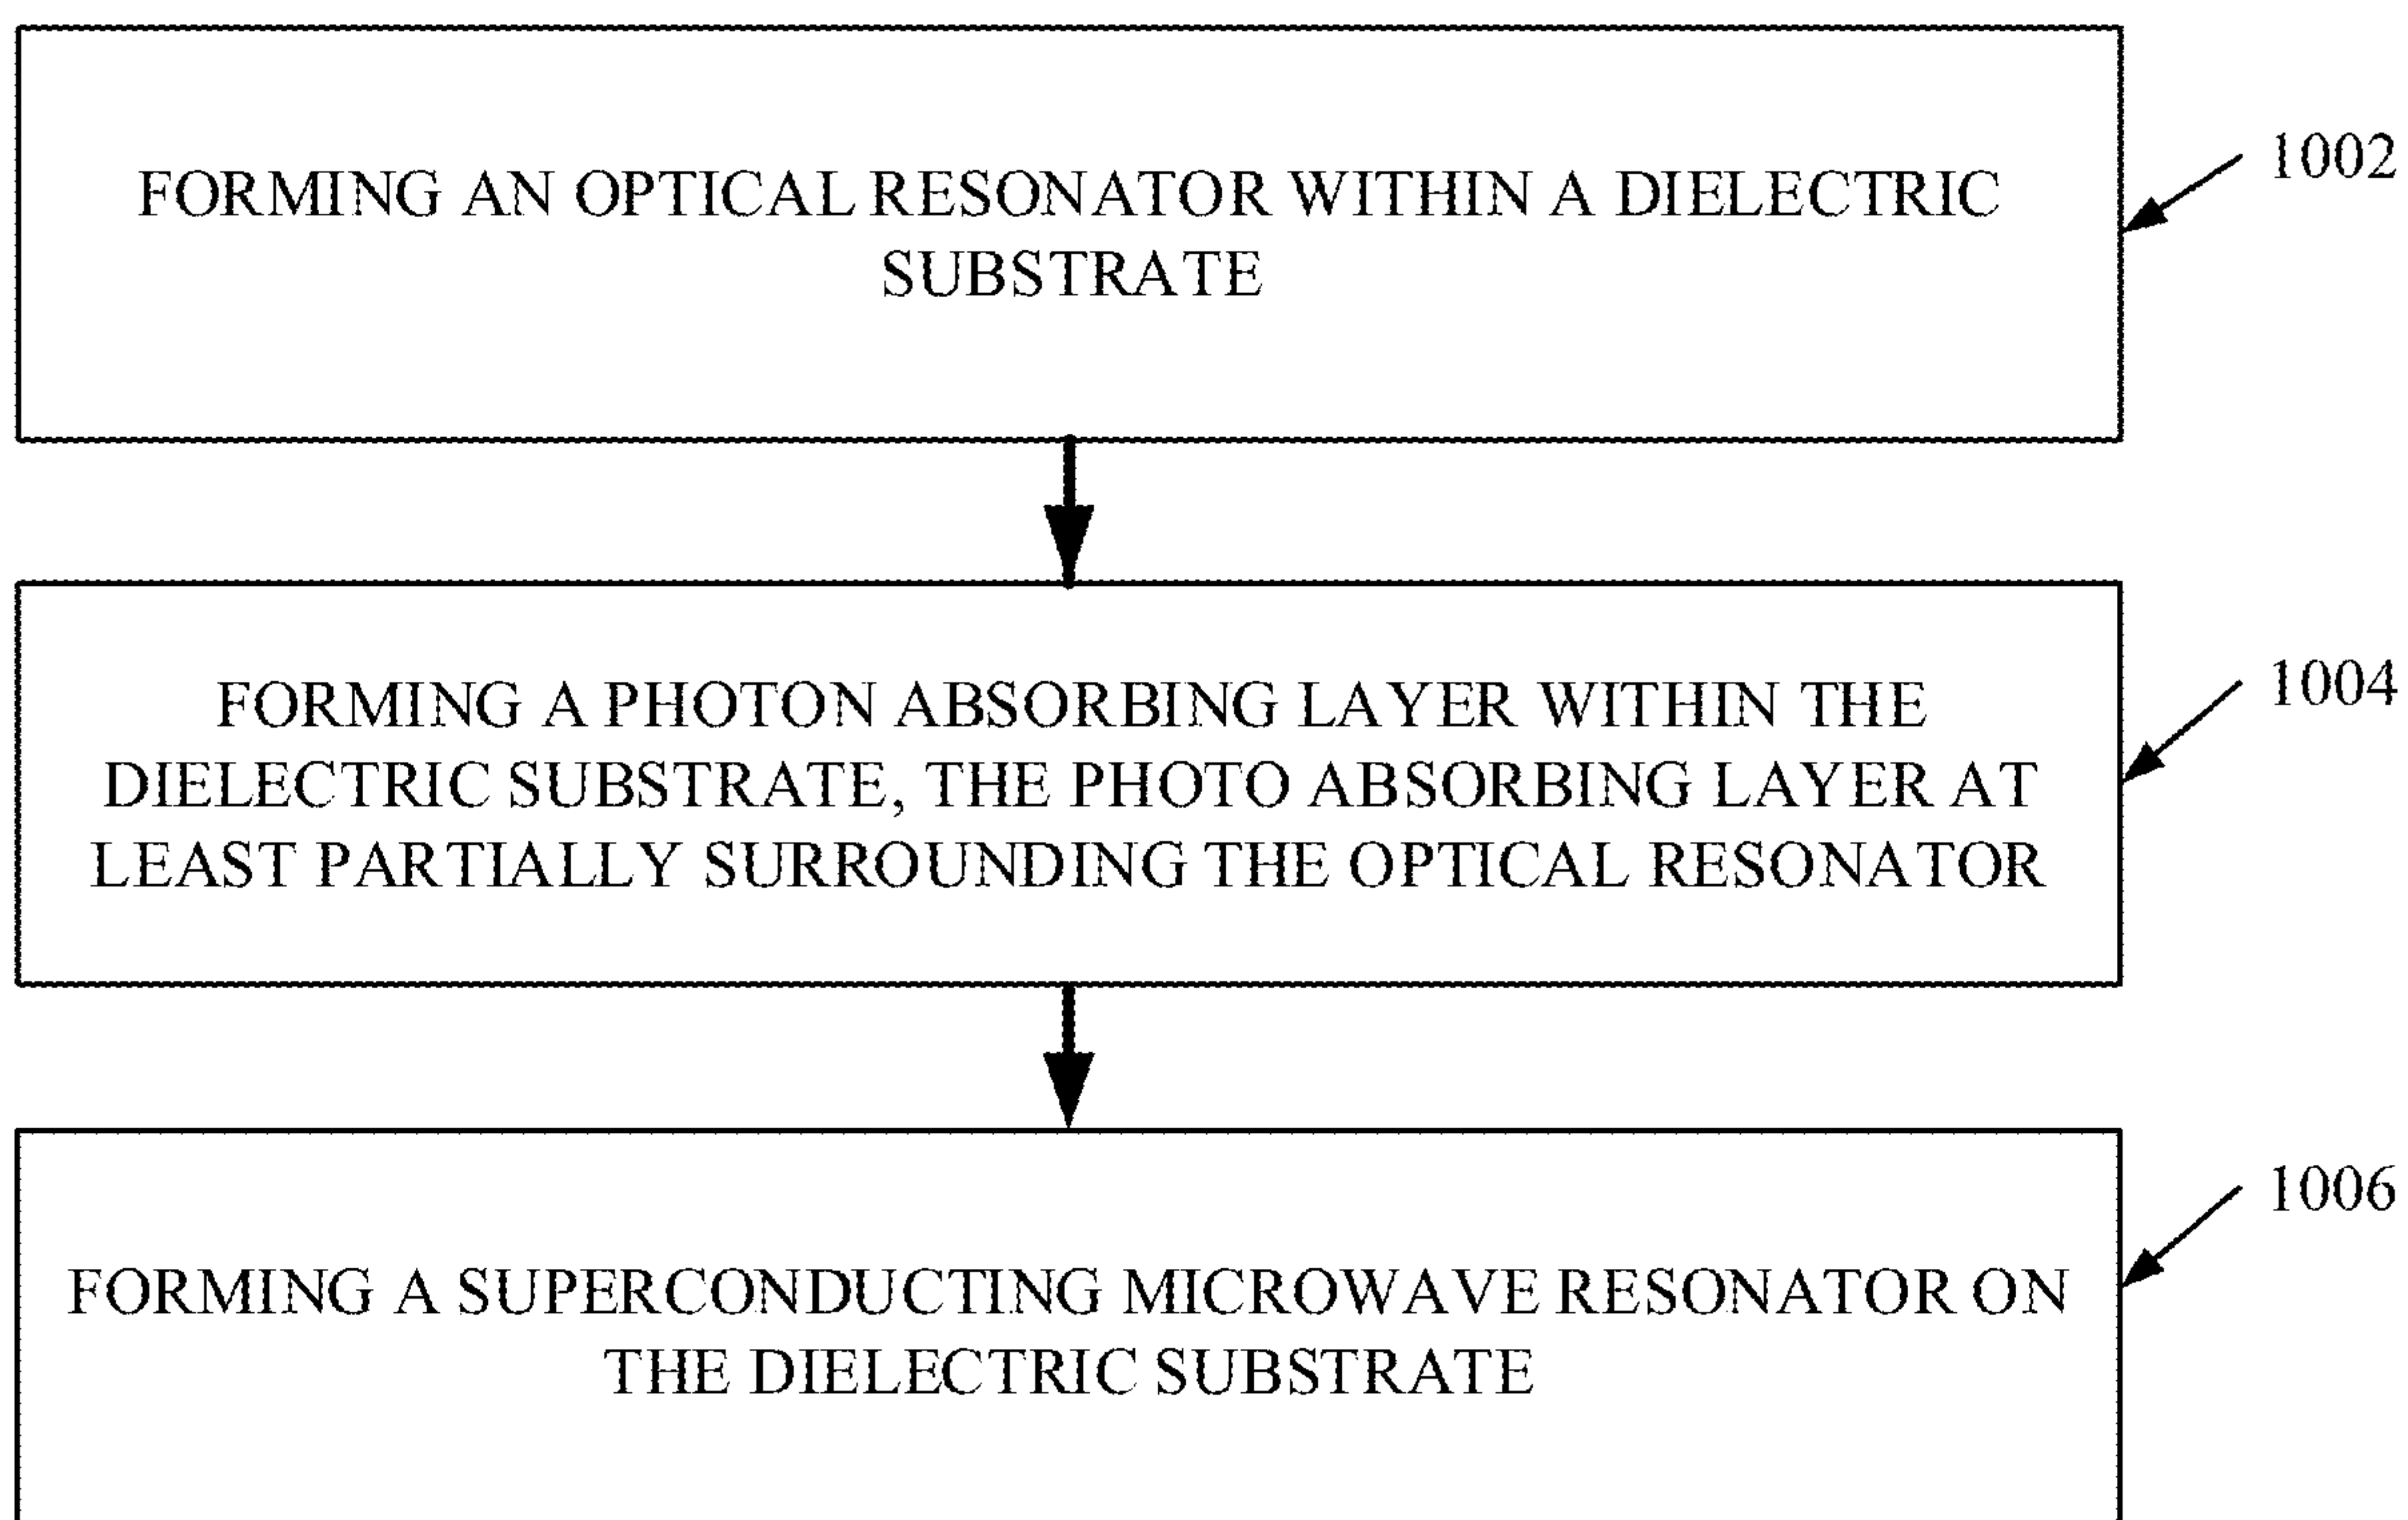 FORMING AN OPTICAL RESONATOR WITHIN A DIELECTRIC
SUBSTRATE
1002
FORMING A PHOTON ABSORBING LAYER WITHIN THE
DIELECTRIC SUBSTRATE, THE PHOTO ABSORBING LAYER AT
LEAST PARTIALLY SURROUNDING THE OPTICAL RESONATOR
1004
FORMING A SUPERCONDUCTING MICROWAVE RESONATOR ON
THE DIELECTRIC SUBSTRATE
1006